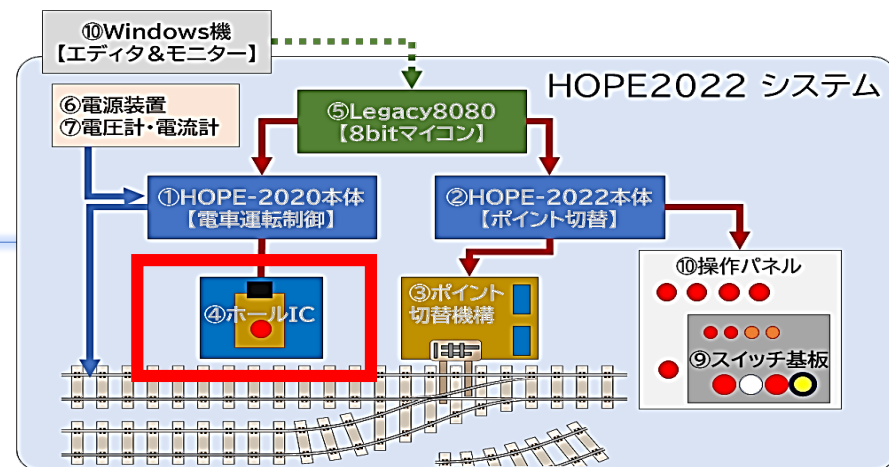 ⑩Windows機
【エディタ&モニター】
HOPE2022 システム
⑥電源装置
⑦電圧計・電流計
⑤Legacy8080
【8bitマイコン】
①HOPE-2020本体
【電車運転制御】
②HOPE-2022本体
【ポイント切替】
④ホールIC
③ポイント
切替機構
⑩操作パネル
⑨スイッチ基板